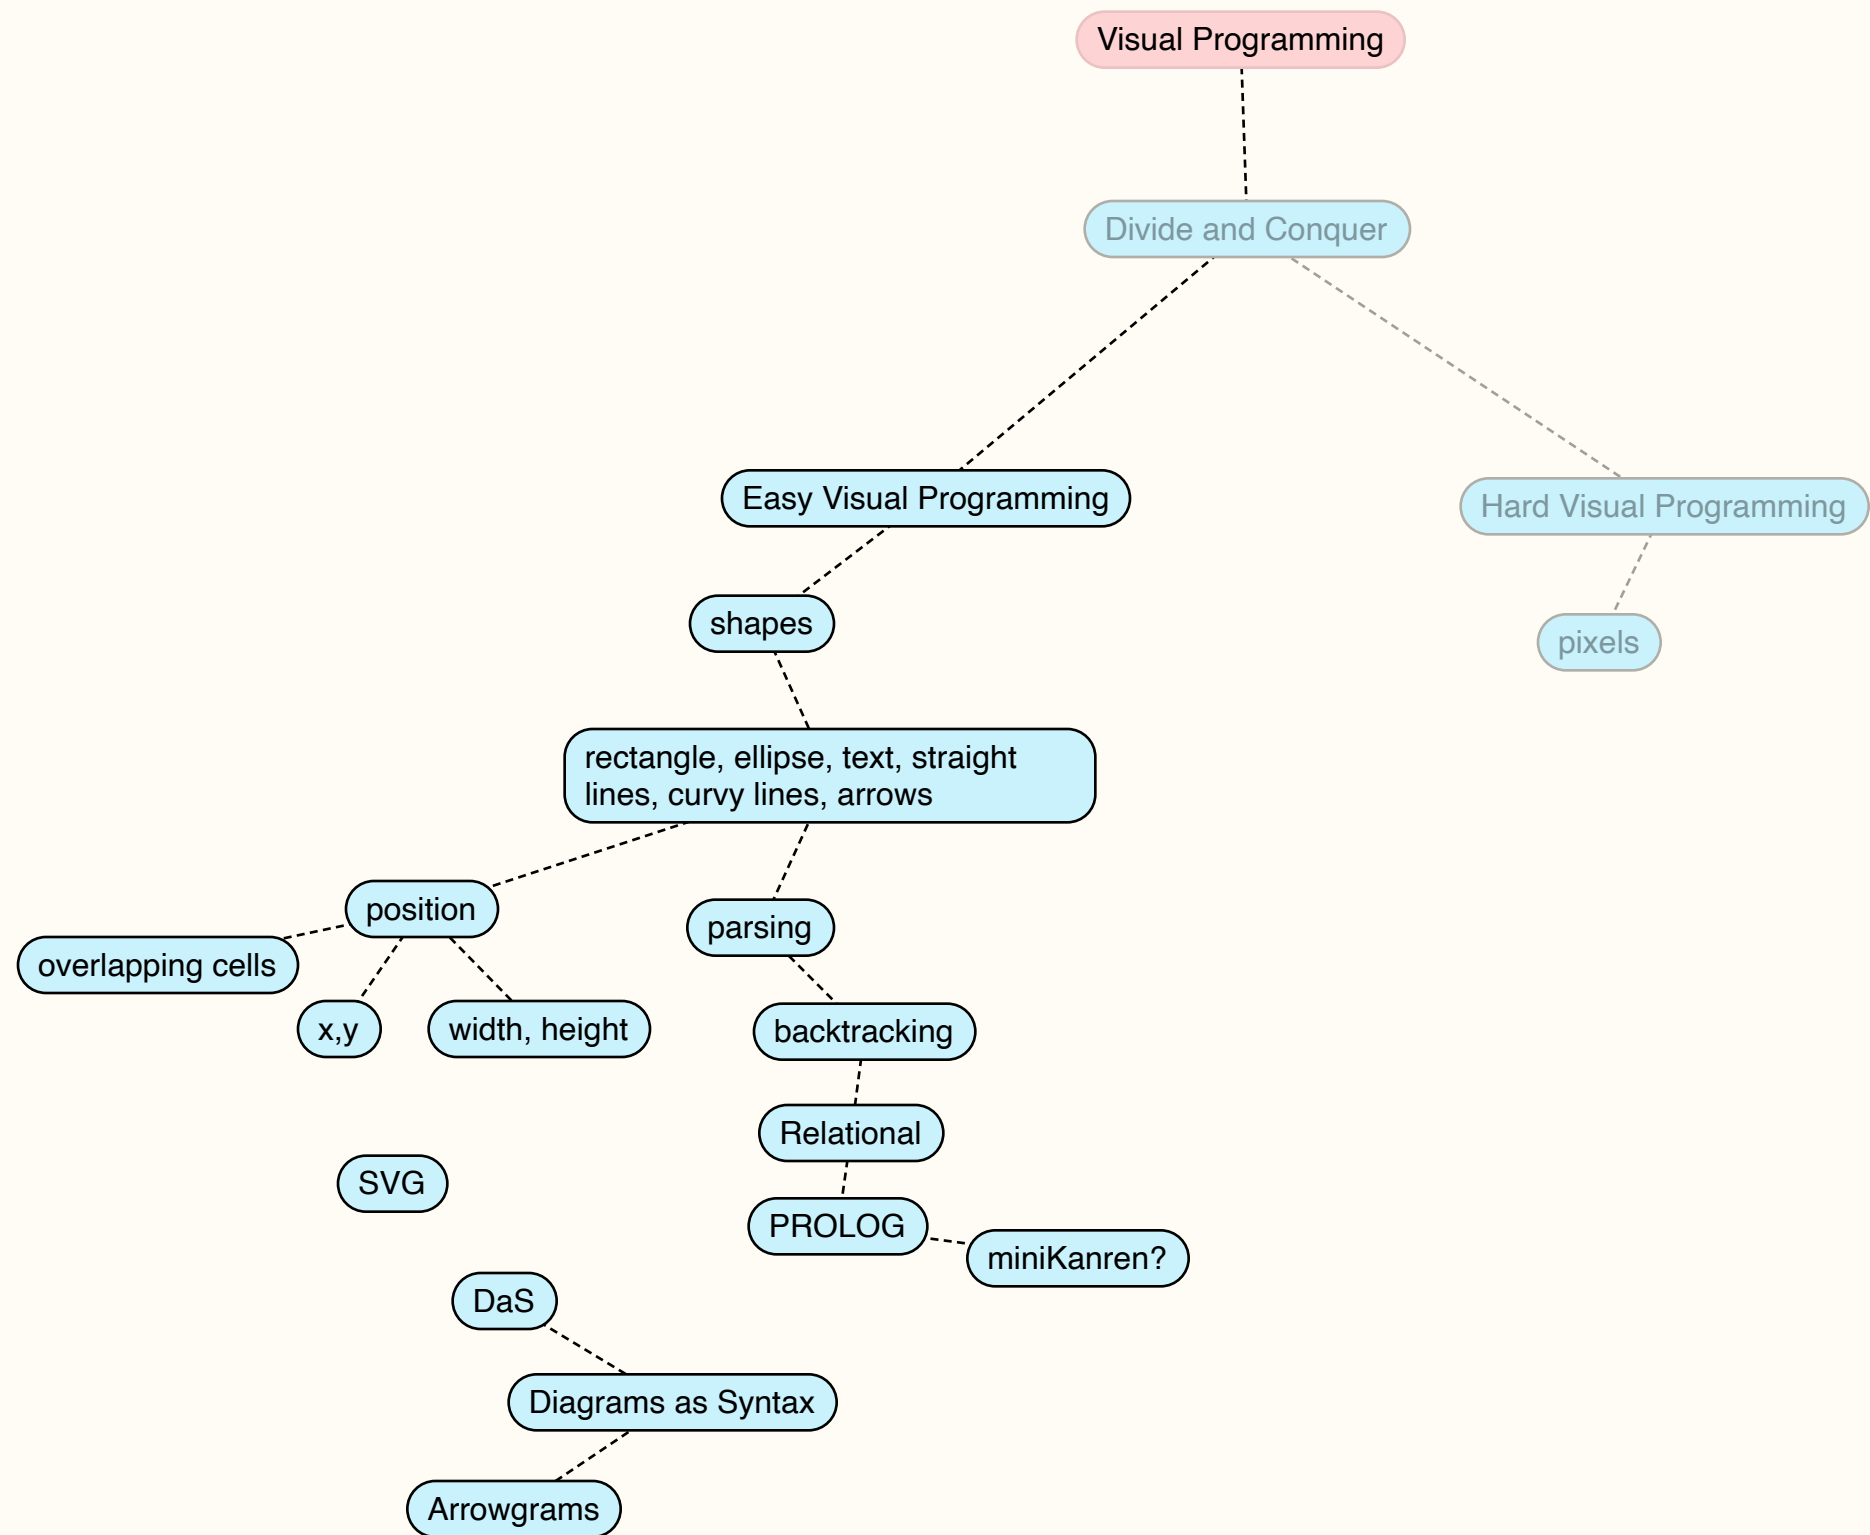 Visual Programming
Divide and Conquer
Easy Visual Programming
Hard Visual Programming
shapes
pixels
rectangle, ellipse, text, straight
lines, curvy lines, arrows
position
parsing
overlapping cells
x,y
width, height
backtracking
Relational
SVG
PROLOG
miniKanren?
DaS
Diagrams as Syntax
Arrowgrams